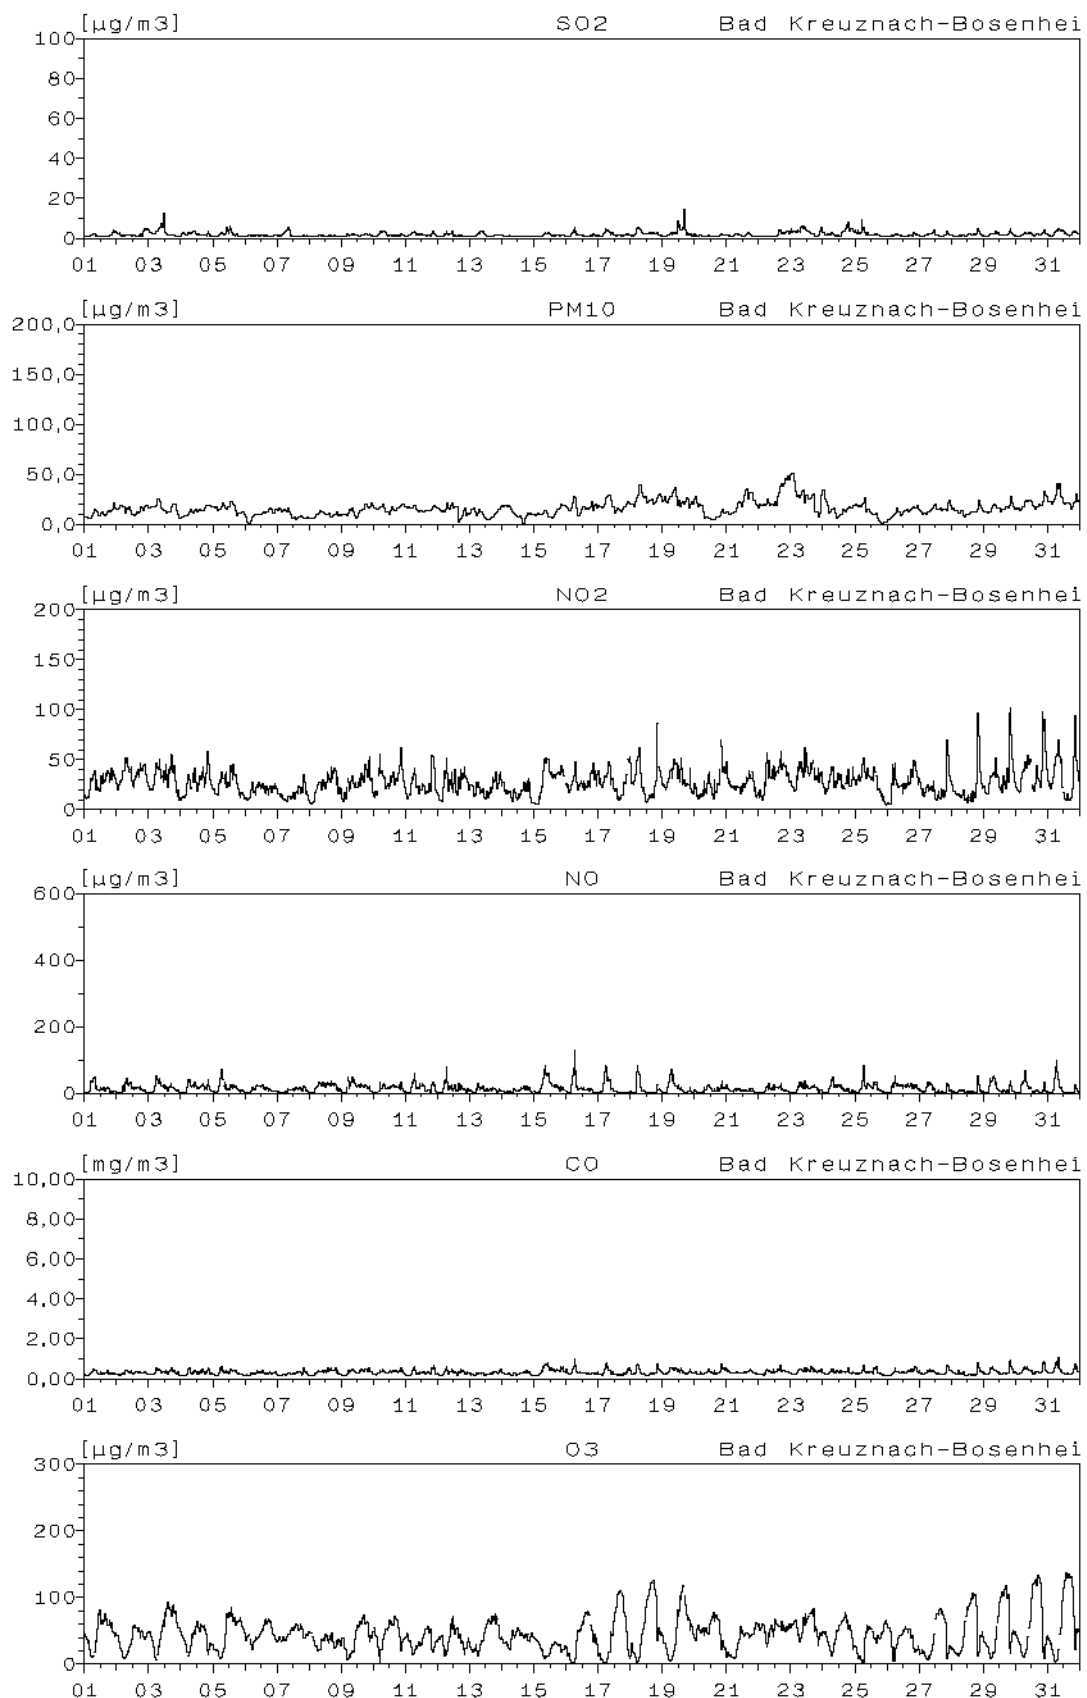 [µg/m3] SO2 Bad Kreuznach-Bosenhei
100
80
60
40
20
0
01 03 05 07 09 11 13 15 17 19 21 23 25 27 29 31
[µg/m3] PM10 Bad Kreuznach-Bosenhei
200,0
150,0
100,0
50,0
0,0
01 03 05 07 09 11 13 15 17 19 21 23 25 27 29 31
[µg/m3] NO2 Bad Kreuznach-Bosenhei
200
150
100
50
0
01 03 05 07 09 11 13 15 17 19 21 23 25 27 29 31
[µg/m3] NO Bad Kreuznach-Bosenhei
600
400
200
0
01 03 05 07 09 11 13 15 17 19 21 23 25 27 29 31
[mg/m3] CO Bad Kreuznach-Bosenhei
10,00
8,00
6,00
4,00
2,00
0,00
01 03 05 07 09 11 13 15 17 19 21 23 25 27 29 31
[µg/m3] O3 Bad Kreuznach-Bosenhei
300
200
100
0
01 03 05 07 09 11 13 15 17 19 21 23 25 27 29 31